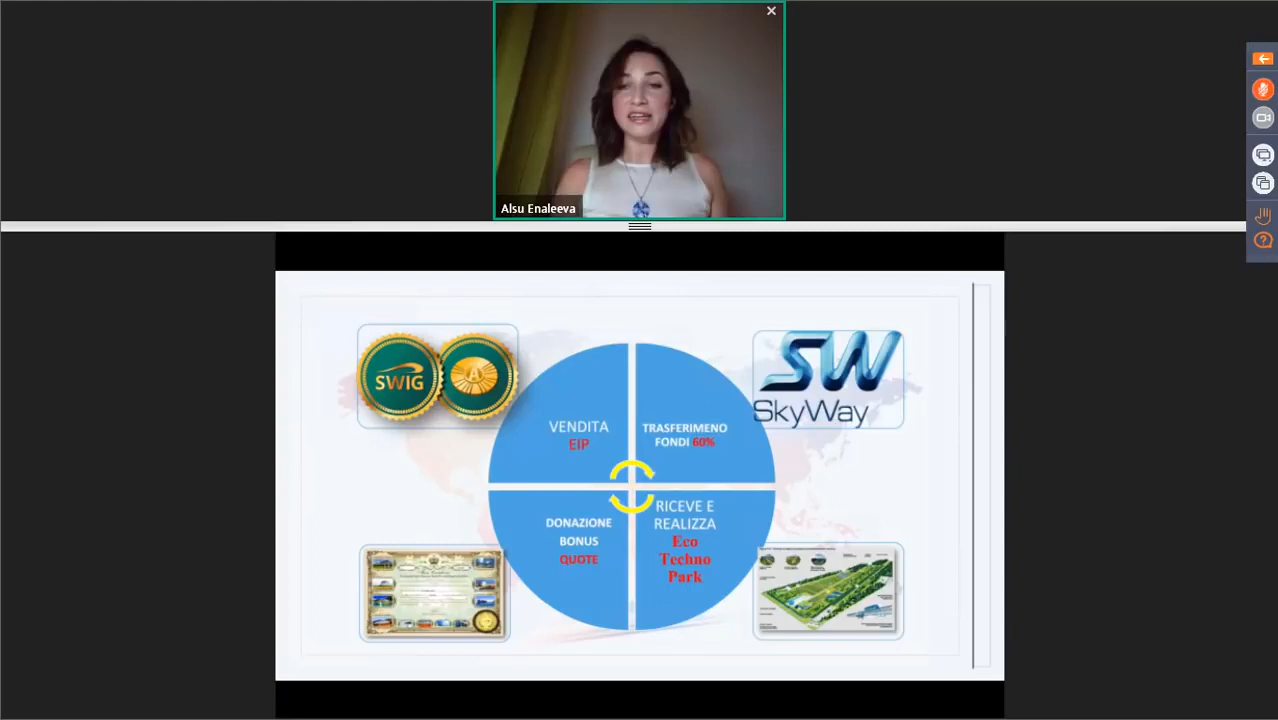 Alsu Enaleeva
SWIG
A
SW
SkyWay
VENDITA
EIP
TRASFERIMENO
FONDI 60%
DONAZIONE
BONUS
QUOTE
RICEVE E
REALIZZA
Eco
Techno
Park